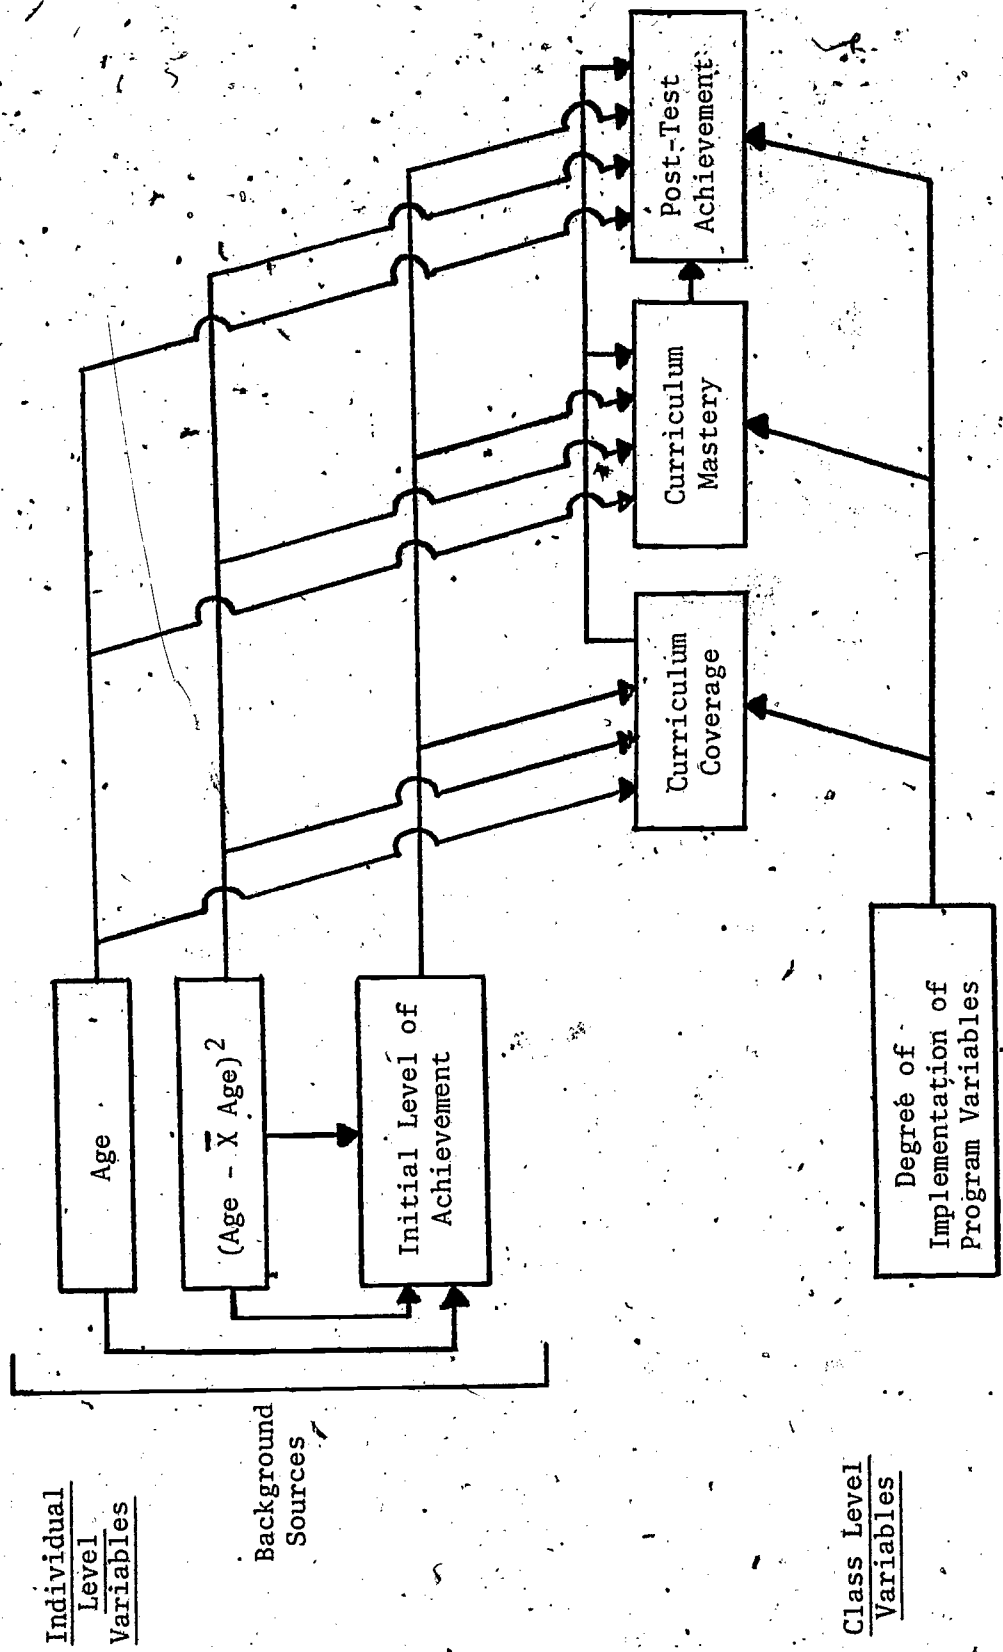 Individual
Level
Variables
Background
Sources
Age
(Age - X̄ Age)²
Initial Level of
Achievement
Curriculum
Coverage
Curriculum
Mastery
Post-Test
Achievement
Class Level
Variables
Degree of
Implementation of
Program Variables